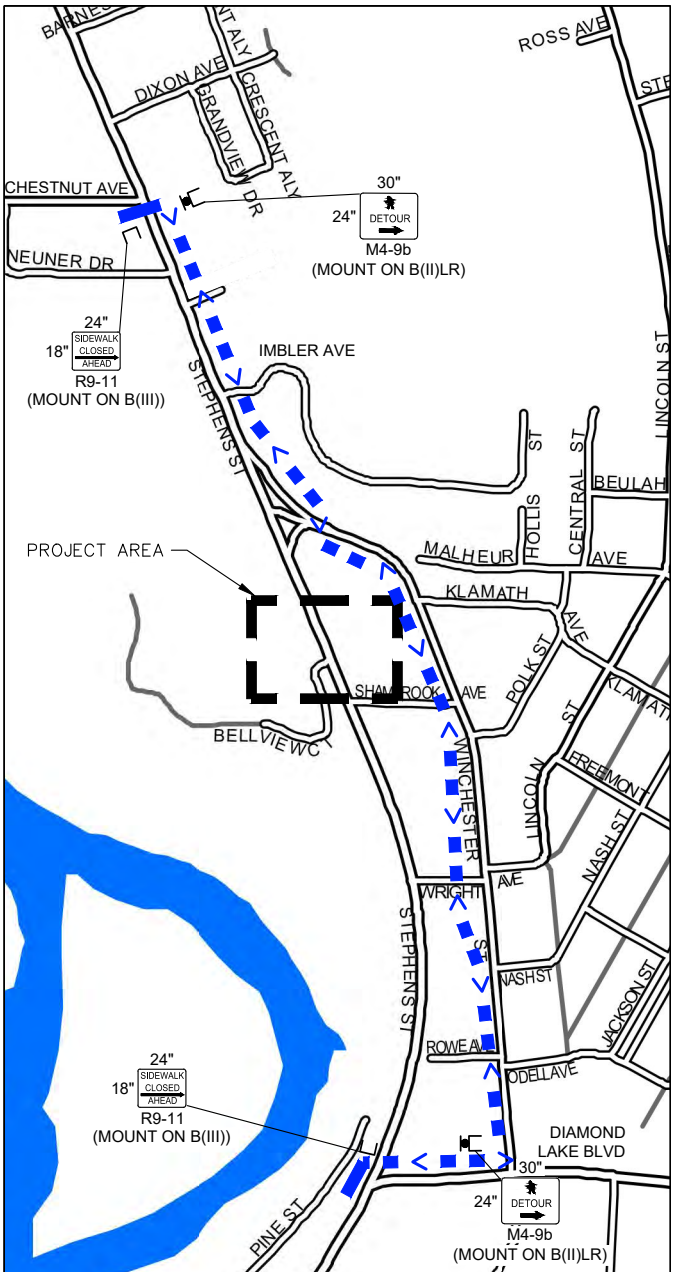 BARNES
NT ALY
ROSS AVE
DIXON AVE
STE
GRANDVIEW DR
CRESCENT ALY
CHESTNUT AVE
30"
24"
DETOUR
M4-9b
(MOUNT ON B(II)LR)
NEUNER DR
24"
18"
SIDEWALK
CLOSED
AHEAD
R9-11
(MOUNT ON B(III))
IMBLER AVE
STEPHENS ST
LINCOLN ST
HOLLIS ST
CENTRAL ST
BEULAH
PROJECT AREA
MALHEUR AVE
KLAMATH AVE
POLK ST
KLAMATH
SHAMBROOK AVE
BELLVIEW CT
WINCHESTER ST
LINCOLN ST
FREEMONT
NASH ST
WRIGHT AVE
STEPHENS ST
NASH ST
JACKSON ST
ROWE AVE
ODELL AVE
24"
18"
SIDEWALK
CLOSED
AHEAD
R9-11
(MOUNT ON B(III))
DIAMOND
LAKE BLVD
30"
24"
DETOUR
M4-9b
(MOUNT ON B(II)LR)
PINE ST